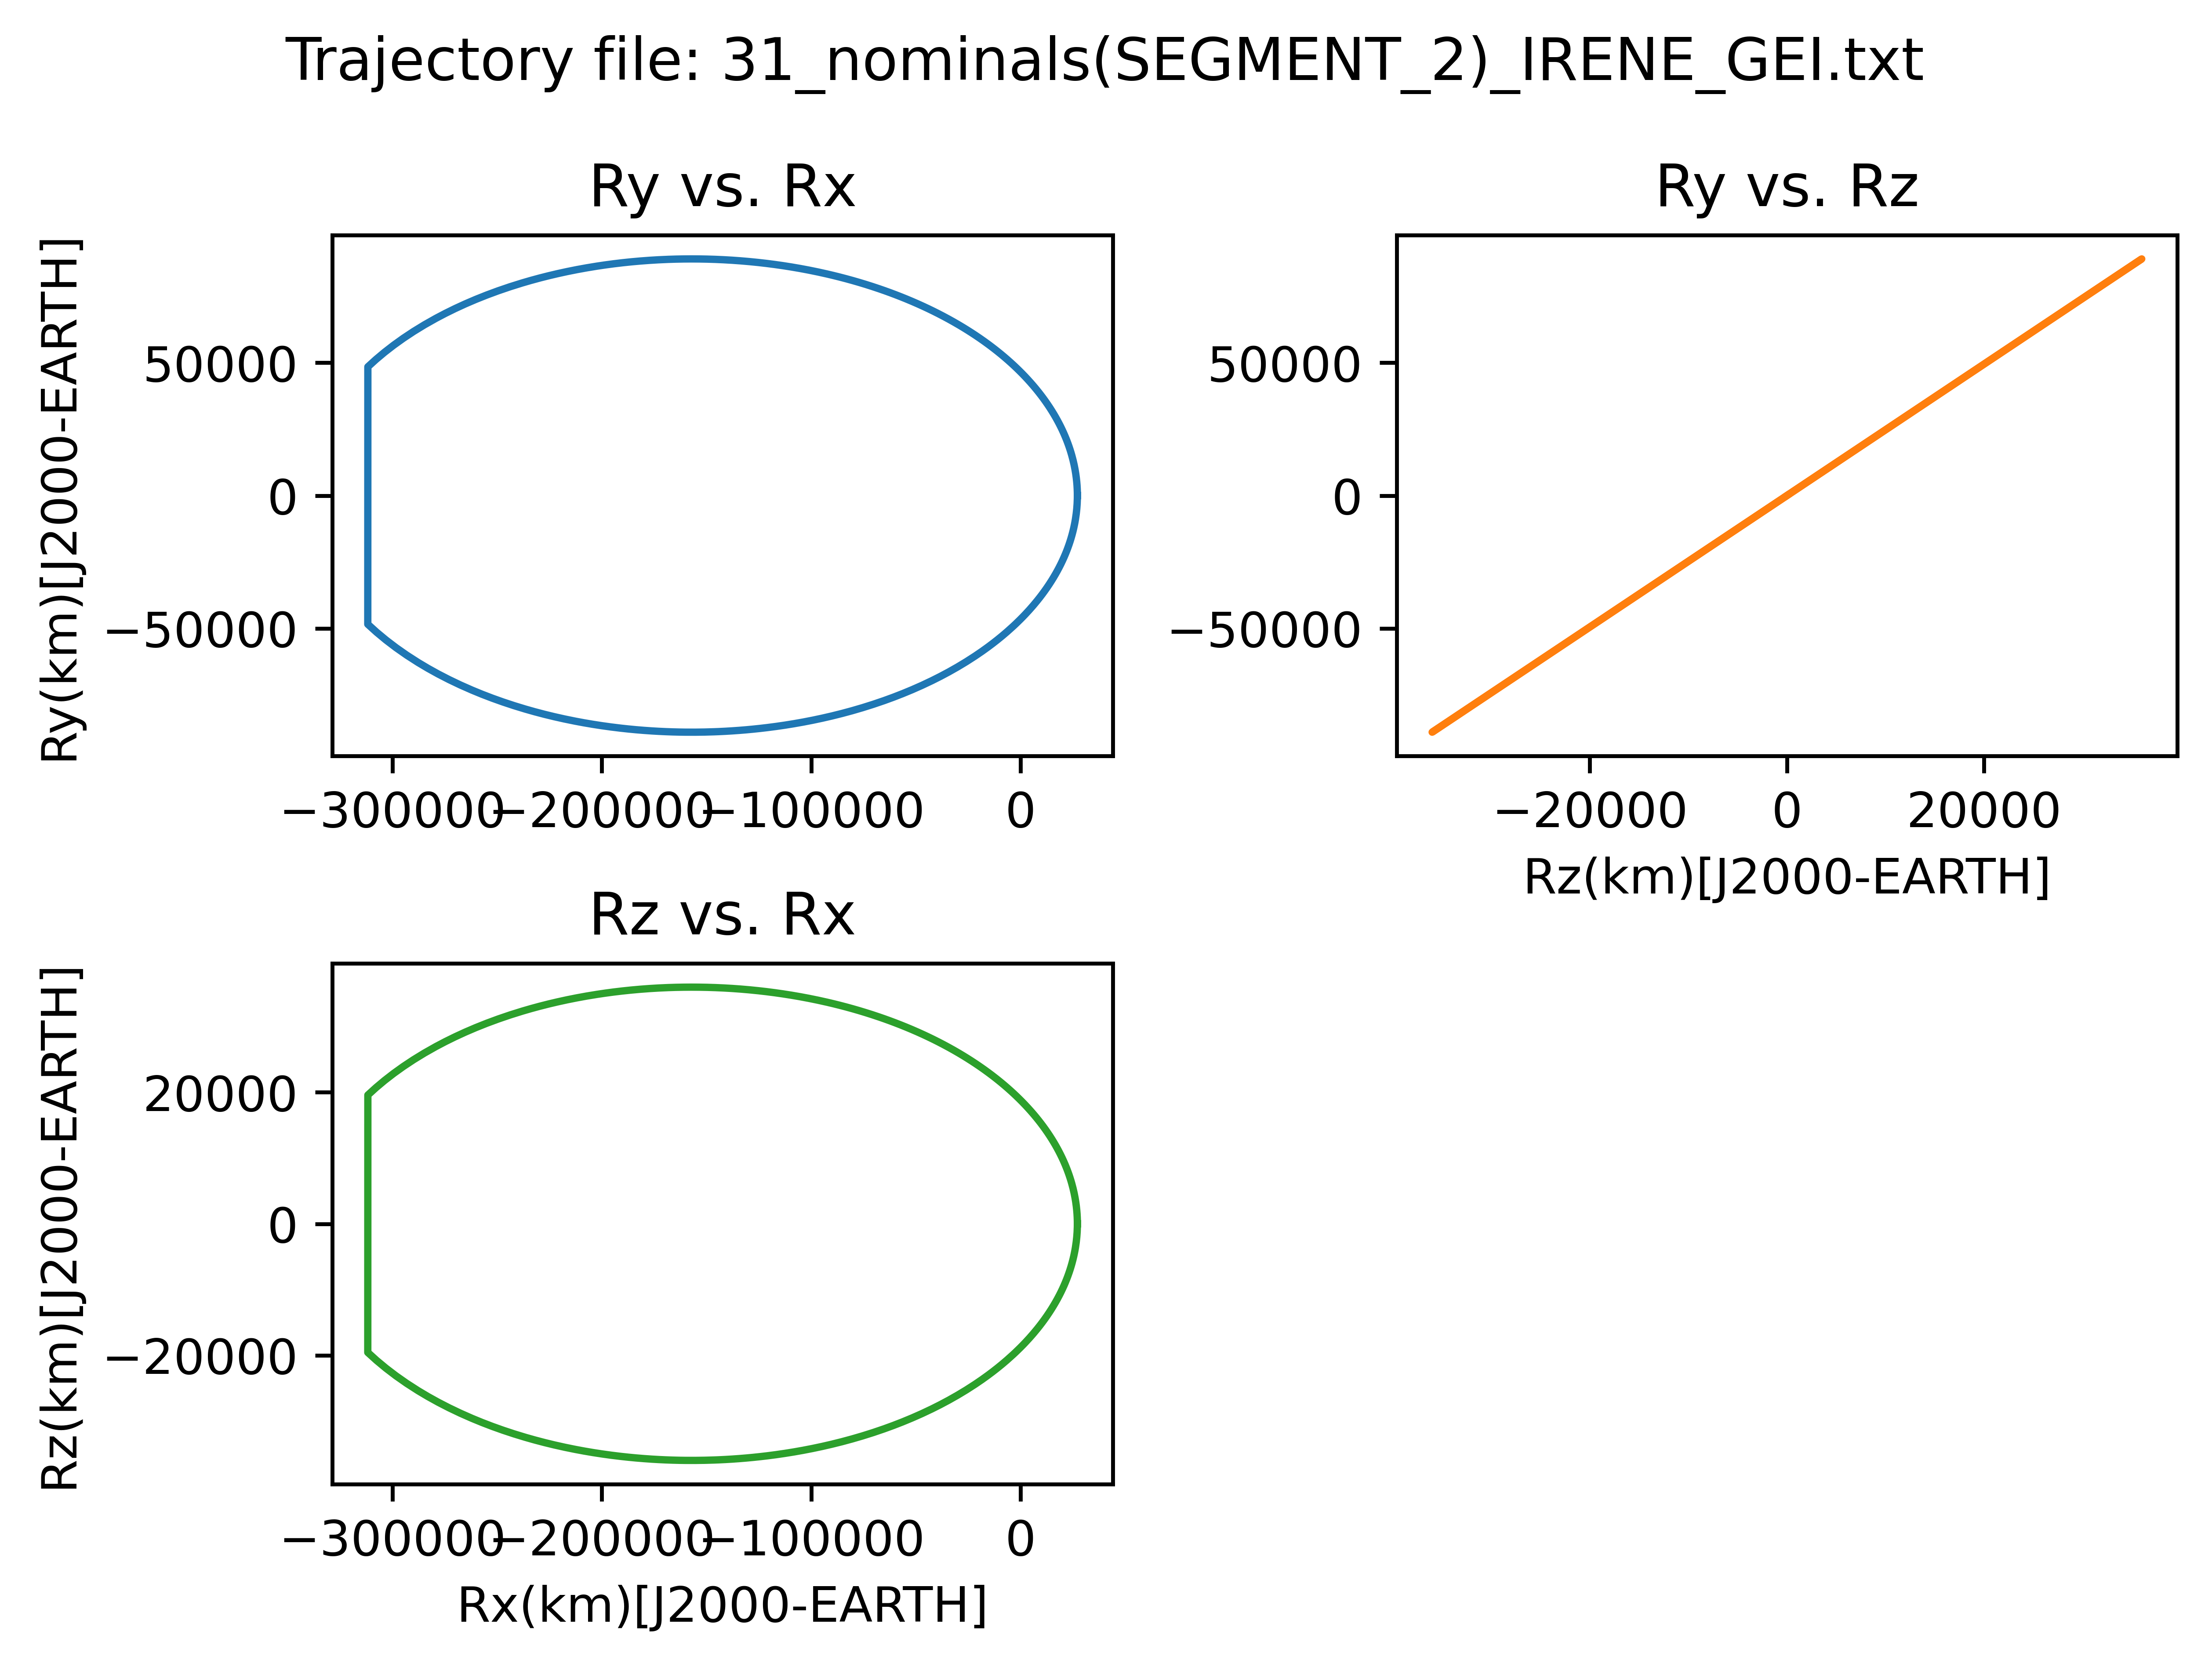 Trajectory file: 31_nominals(SEGMENT_2)_IRENE_GEI.txt
Ry vs. Rx
Ry(km)[J2000-EARTH]
50000
0
−50000
−300000
−200000
−100000
0
Ry vs. Rz
50000
0
−50000
−20000
0
20000
Rz(km)[J2000-EARTH]
Rz vs. Rx
Rz(km)[J2000-EARTH]
20000
0
−20000
−300000
−200000
−100000
0
Rx(km)[J2000-EARTH]